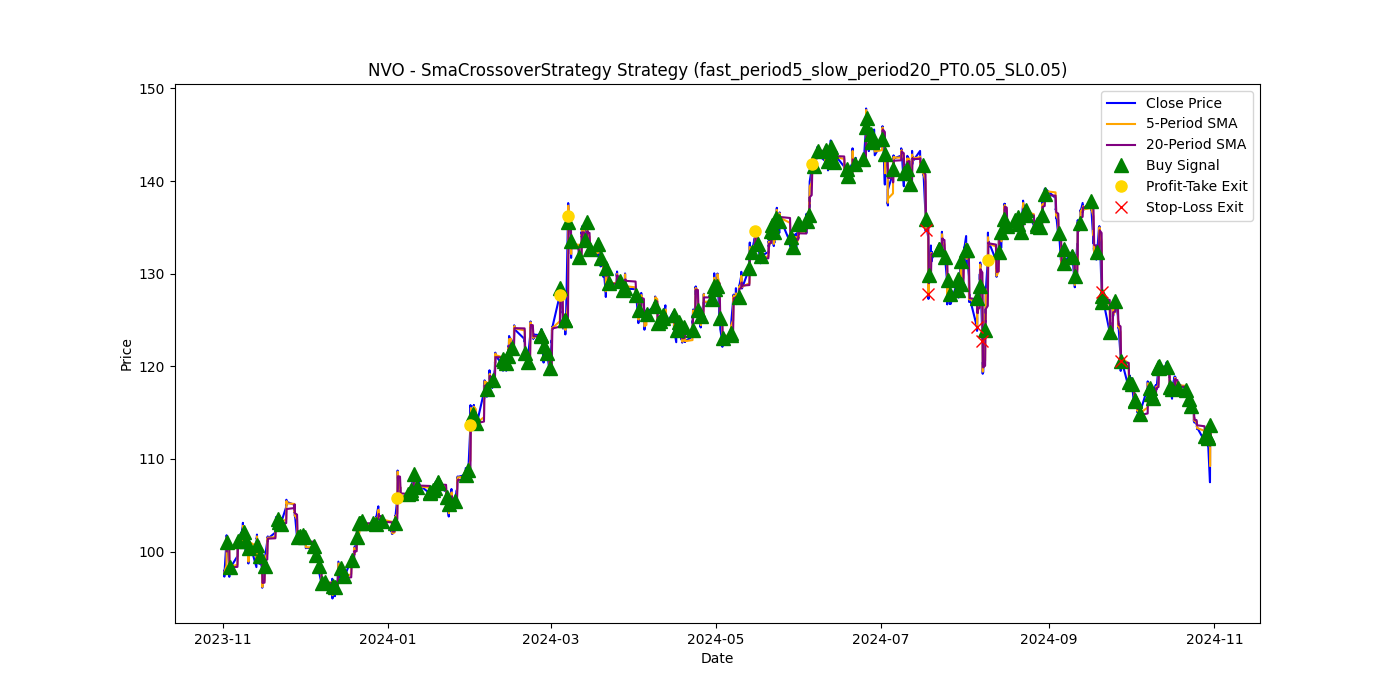 NVO - SmaCrossoverStrategy Strategy (fast_period5_slow_period20_PT0.05_SL0.05)
150
140
130
120
110
100
Price
Close Price
5-Period SMA
20-Period SMA
Buy Signal
Profit-Take Exit
Stop-Loss Exit
2023-11
2024-01
2024-03
2024-05
2024-07
2024-09
2024-11
Date